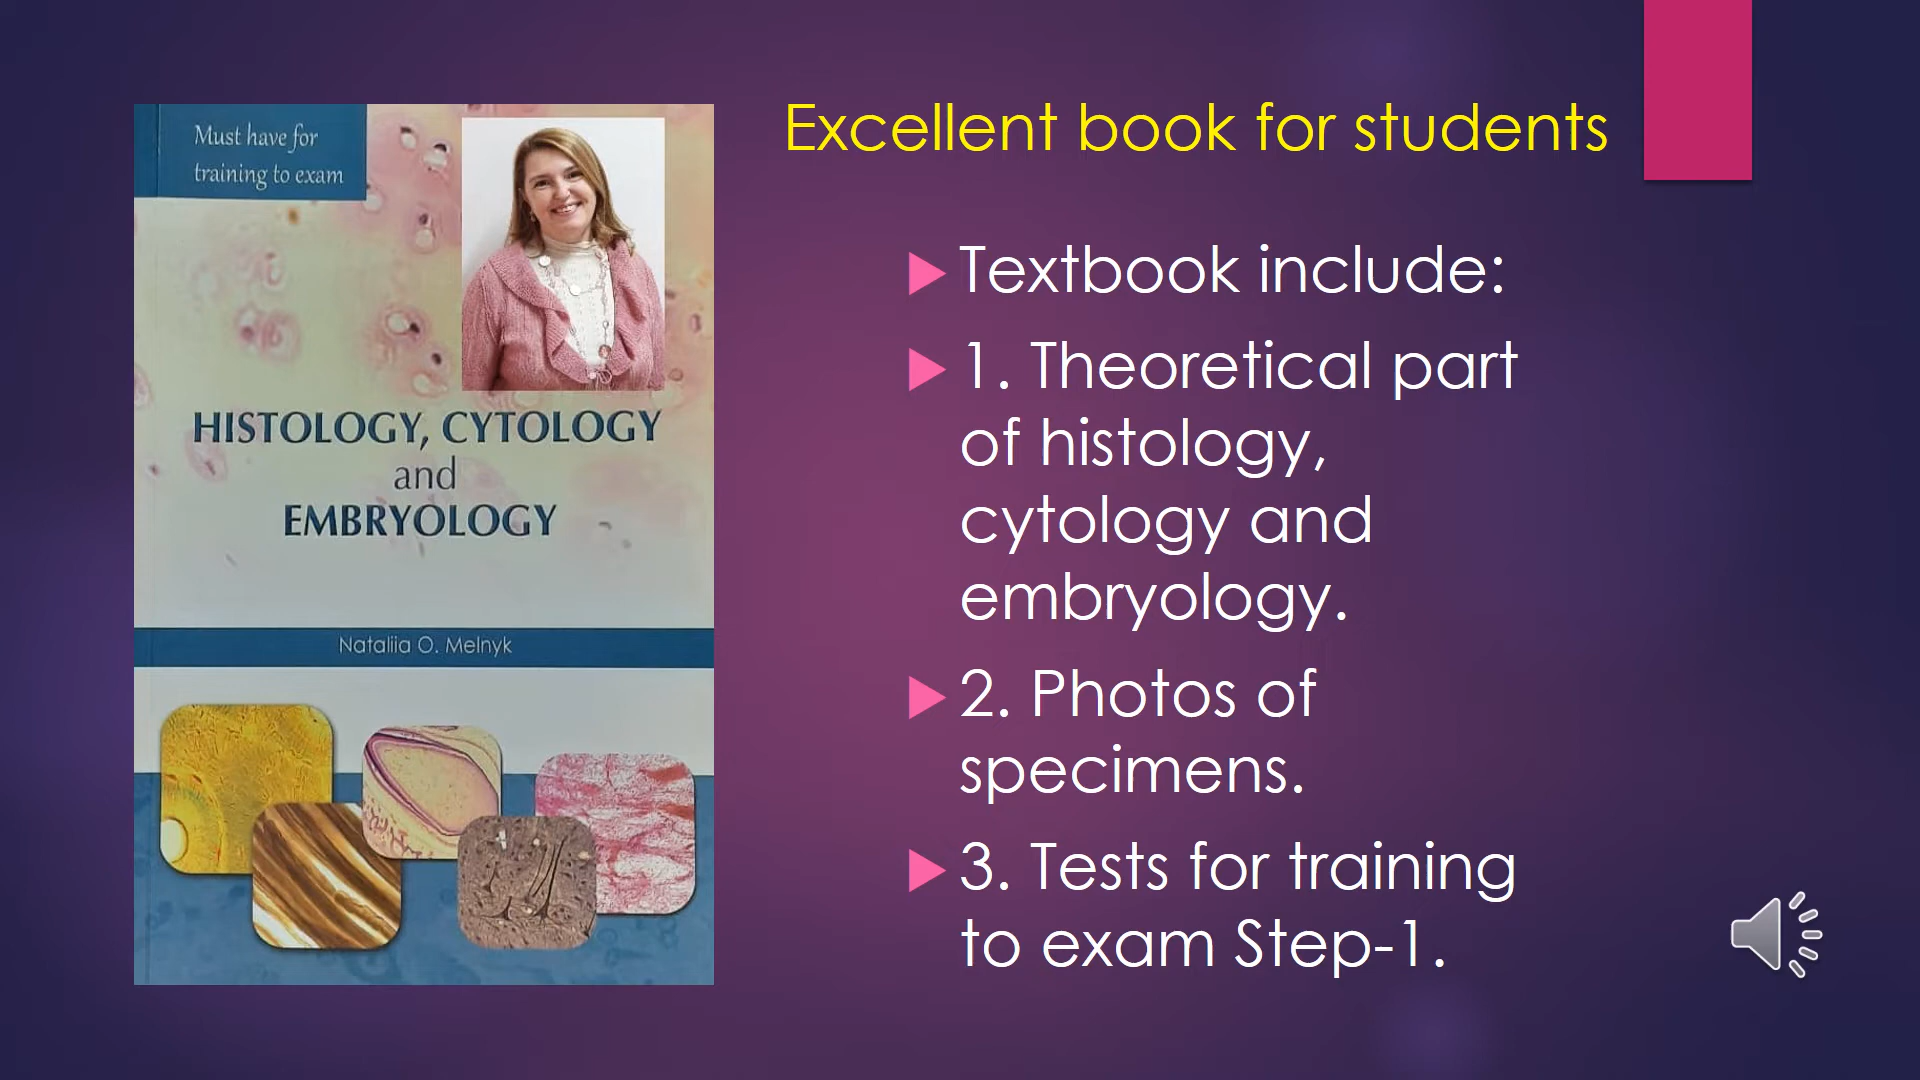 Must have for
training to exam
HISTOLOGY, CYTOLOGY
and
EMBRYOLOGY
Nataliia O. Melnyk
Excellent book for students
Textbook include:
1. Theoretical part
of histology,
cytology and
embryology.
2. Photos of
specimens.
3. Tests for training
to exam Step-1.